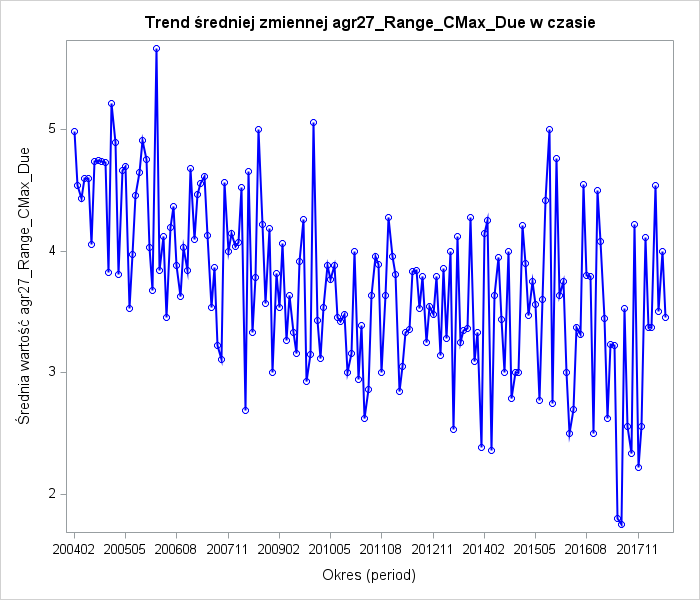 Trend średniej zmiennej agr27_Range_CMax_Due w czasie
Średnia wartość agr27_Range_CMax_Due
5
4
3
2
200402 200505 200608 200711 200902 201005 201108 201211 201402 201505 201608 201711
Okres (period)